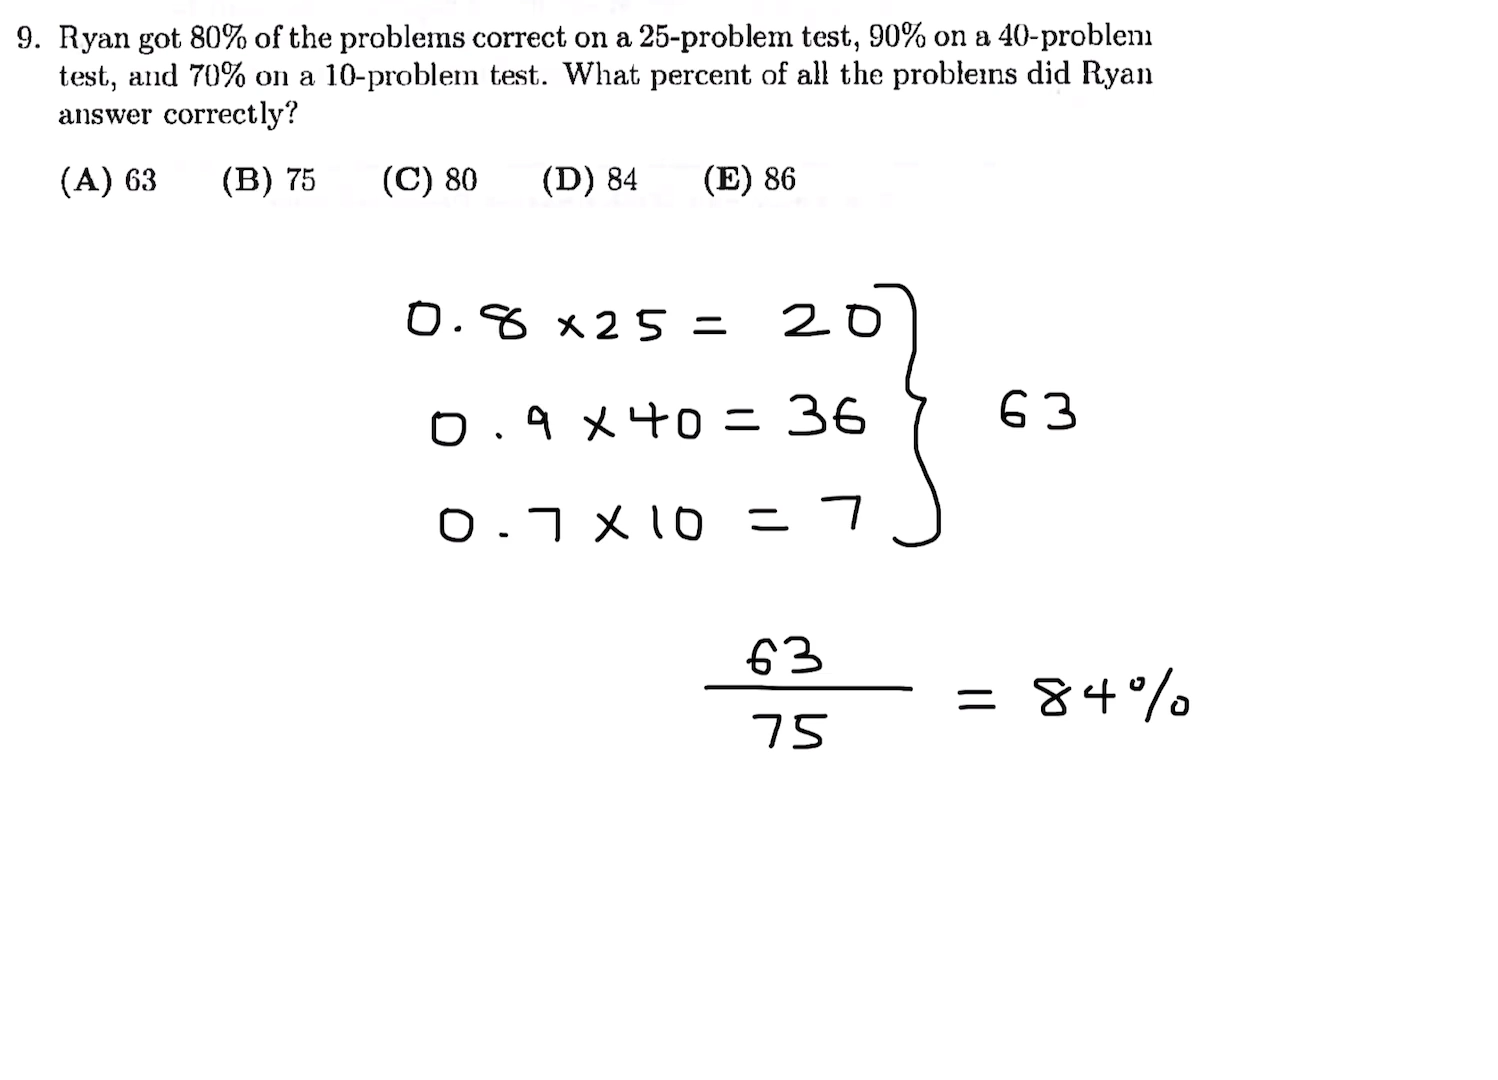 9. Ryan got 80% of the problems correct on a 25-problem test, 90% on a 40-problem
test, and 70% on a 10-problem test. What percent of all the problems did Ryan
answer correctly?
(A) 63 (B) 75 (C) 80 (D) 84 (E) 86
0.8 × 25 = 20
0.9 × 40 = 36 } 63
0.7 × 10 = 7
63
75 = 84%